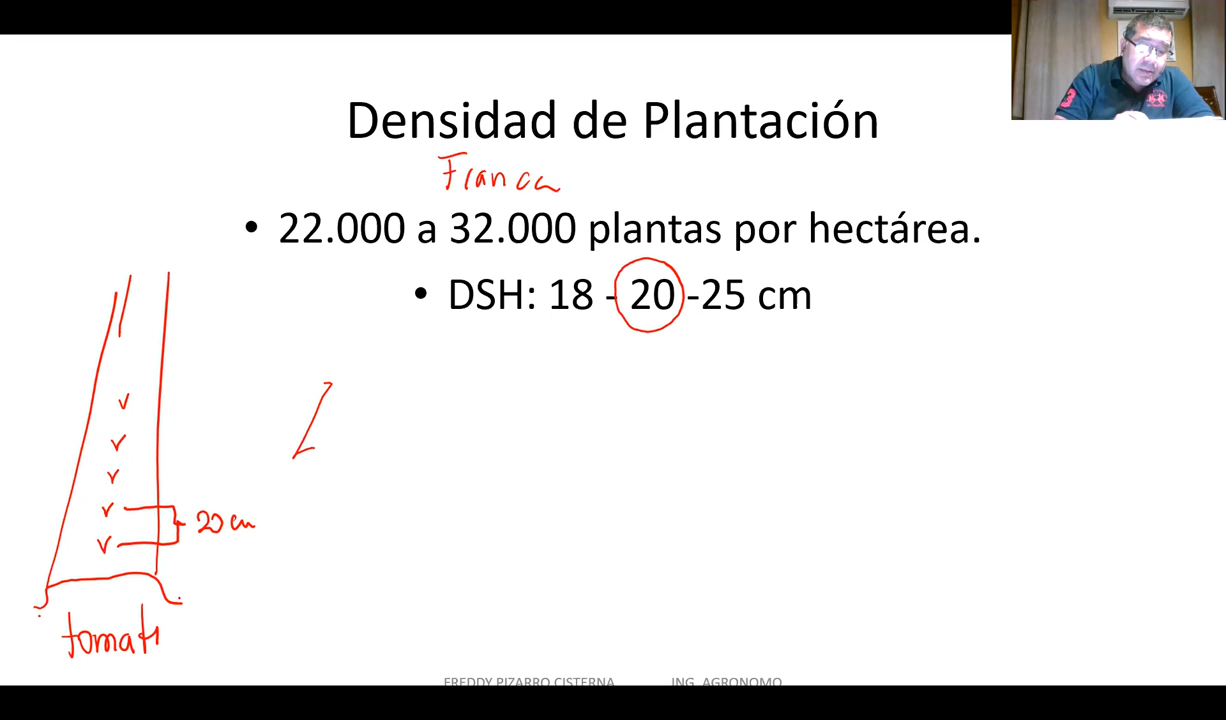 Densidad de Plantación
Franca
• 22.000 a 32.000 plantas por hectárea.
• DSH: 18 - 20 -25 cm
20 cm
tomate
FREDDY PIZARRO CISTERNA ING. AGRONOMO